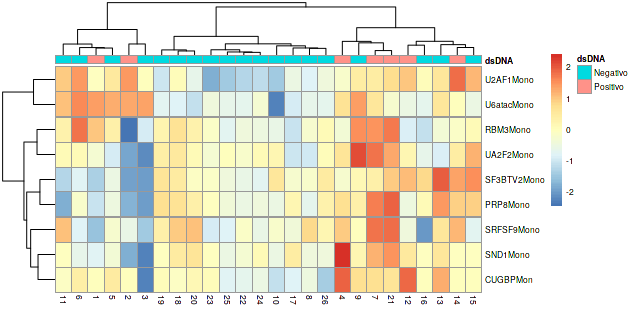 dsDNA
dsDNA
Negativo
Positivo
2
1
0
-1
-2
U2AF1Mono
U6atacMono
RBM3Mono
UA2F2Mono
SF3BTV2Mono
PRP8Mono
SRFSF9Mono
SND1Mono
CUGBPMon
11 6 1 5 2 3 19 18 20 23 25 22 24 10 17 8 26 4 9 7 21 12 16 13 14 15